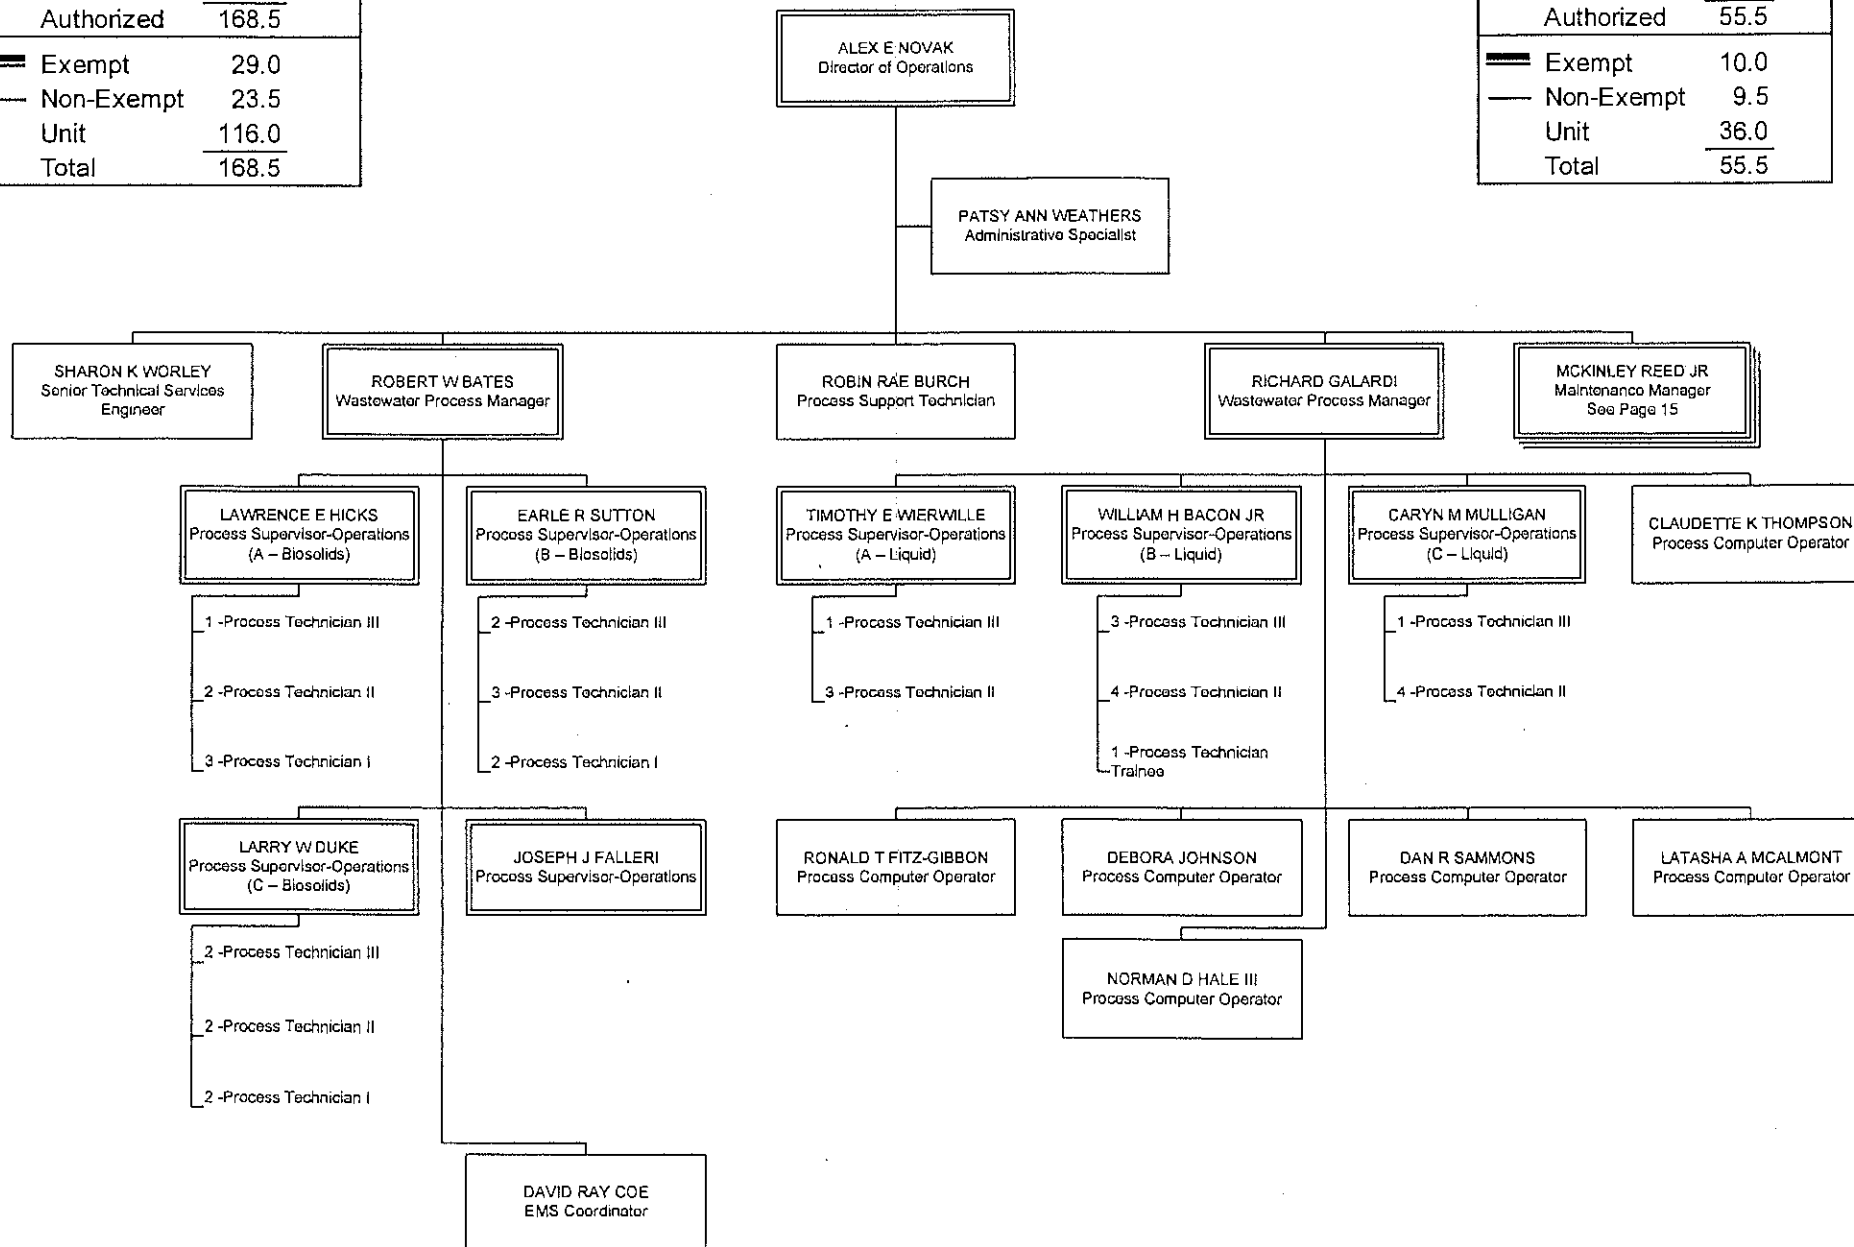 Authorized 168.5
Exempt 29.0
Non-Exempt 23.5
Unit 116.0
Total 168.5
Authorized 55.5
Exempt 10.0
Non-Exempt 9.5
Unit 36.0
Total 55.5
ALEX E NOVAK
Director of Operations
PATSY ANN WEATHERS
Administrative Specialist
SHARON K WORLEY
Senior Technical Services
Engineer
ROBERT W BATES
Wastewater Process Manager
ROBIN RAE BURCH
Process Support Technician
RICHARD GALARDI
Wastewater Process Manager
MCKINLEY REED JR
Maintenance Manager
See Page 15
LAWRENCE E HICKS
Process Supervisor-Operations
(A – Biosolids)
EARLE R SUTTON
Process Supervisor-Operations
(B – Biosolids)
TIMOTHY E WIERWILLE
Process Supervisor-Operations
(A – Liquid)
WILLIAM H BACON JR
Process Supervisor-Operations
(B – Liquid)
CARYN M MULLIGAN
Process Supervisor-Operations
(C – Liquid)
CLAUDETTE K THOMPSON
Process Computer Operator
1 -Process Technician III
2 -Process Technician II
3 -Process Technician I
2 -Process Technician III
3 -Process Technician II
2 -Process Technician I
1 -Process Technician III
3 -Process Technician II
3 -Process Technician III
4 -Process Technician II
1 -Process Technician
Trainee
1 -Process Technician III
4 -Process Technician II
LARRY W DUKE
Process Supervisor-Operations
(C – Biosolids)
JOSEPH J FALLERI
Process Supervisor-Operations
RONALD T FITZ-GIBBON
Process Computer Operator
DEBORA JOHNSON
Process Computer Operator
DAN R SAMMONS
Process Computer Operator
LATASHA A MCALMONT
Process Computer Operator
2 -Process Technician III
2 -Process Technician II
2 -Process Technician I
NORMAN D HALE III
Process Computer Operator
DAVID RAY COE
EMS Coordinator